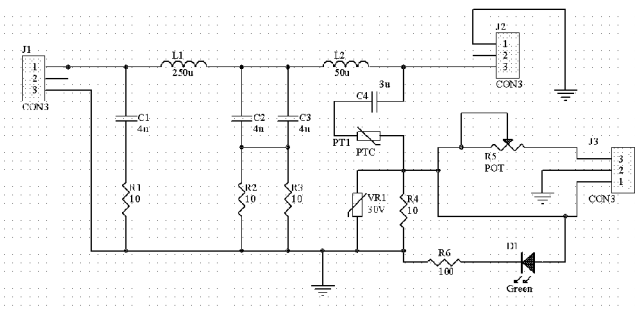 J1
1
2
3
CON3
L1
250u
L2
50u
J2
1
2
3
CON3
C1
4n
C2
4n
C3
4n
C4
3u
PT1
PTC
R1
10
R2
10
R3
10
VR1
30V
R4
10
R5
POT
J3
3
2
1
CON3
R6
100
D1
Green